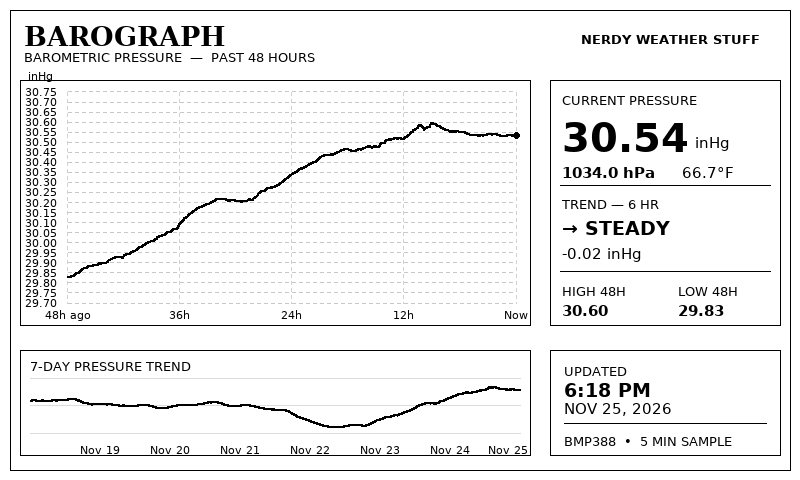 BAROGRAPH
BAROMETRIC PRESSURE — PAST 48 HOURS
NERDY WEATHER STUFF
inHg
30.75
30.70
30.65
30.60
30.55
30.50
30.45
30.40
30.35
30.30
30.25
30.20
30.15
30.10
30.05
30.00
29.95
29.90
29.85
29.80
29.75
29.70
48h ago 36h 24h 12h Now
CURRENT PRESSURE
30.54 inHg
1034.0 hPa 66.7°F
TREND — 6 HR
→ STEADY
-0.02 inHg
HIGH 48H LOW 48H
30.60 29.83
7-DAY PRESSURE TREND
Nov 19 Nov 20 Nov 21 Nov 22 Nov 23 Nov 24 Nov 25
UPDATED
6:18 PM
NOV 25, 2026
BMP388 • 5 MIN SAMPLE